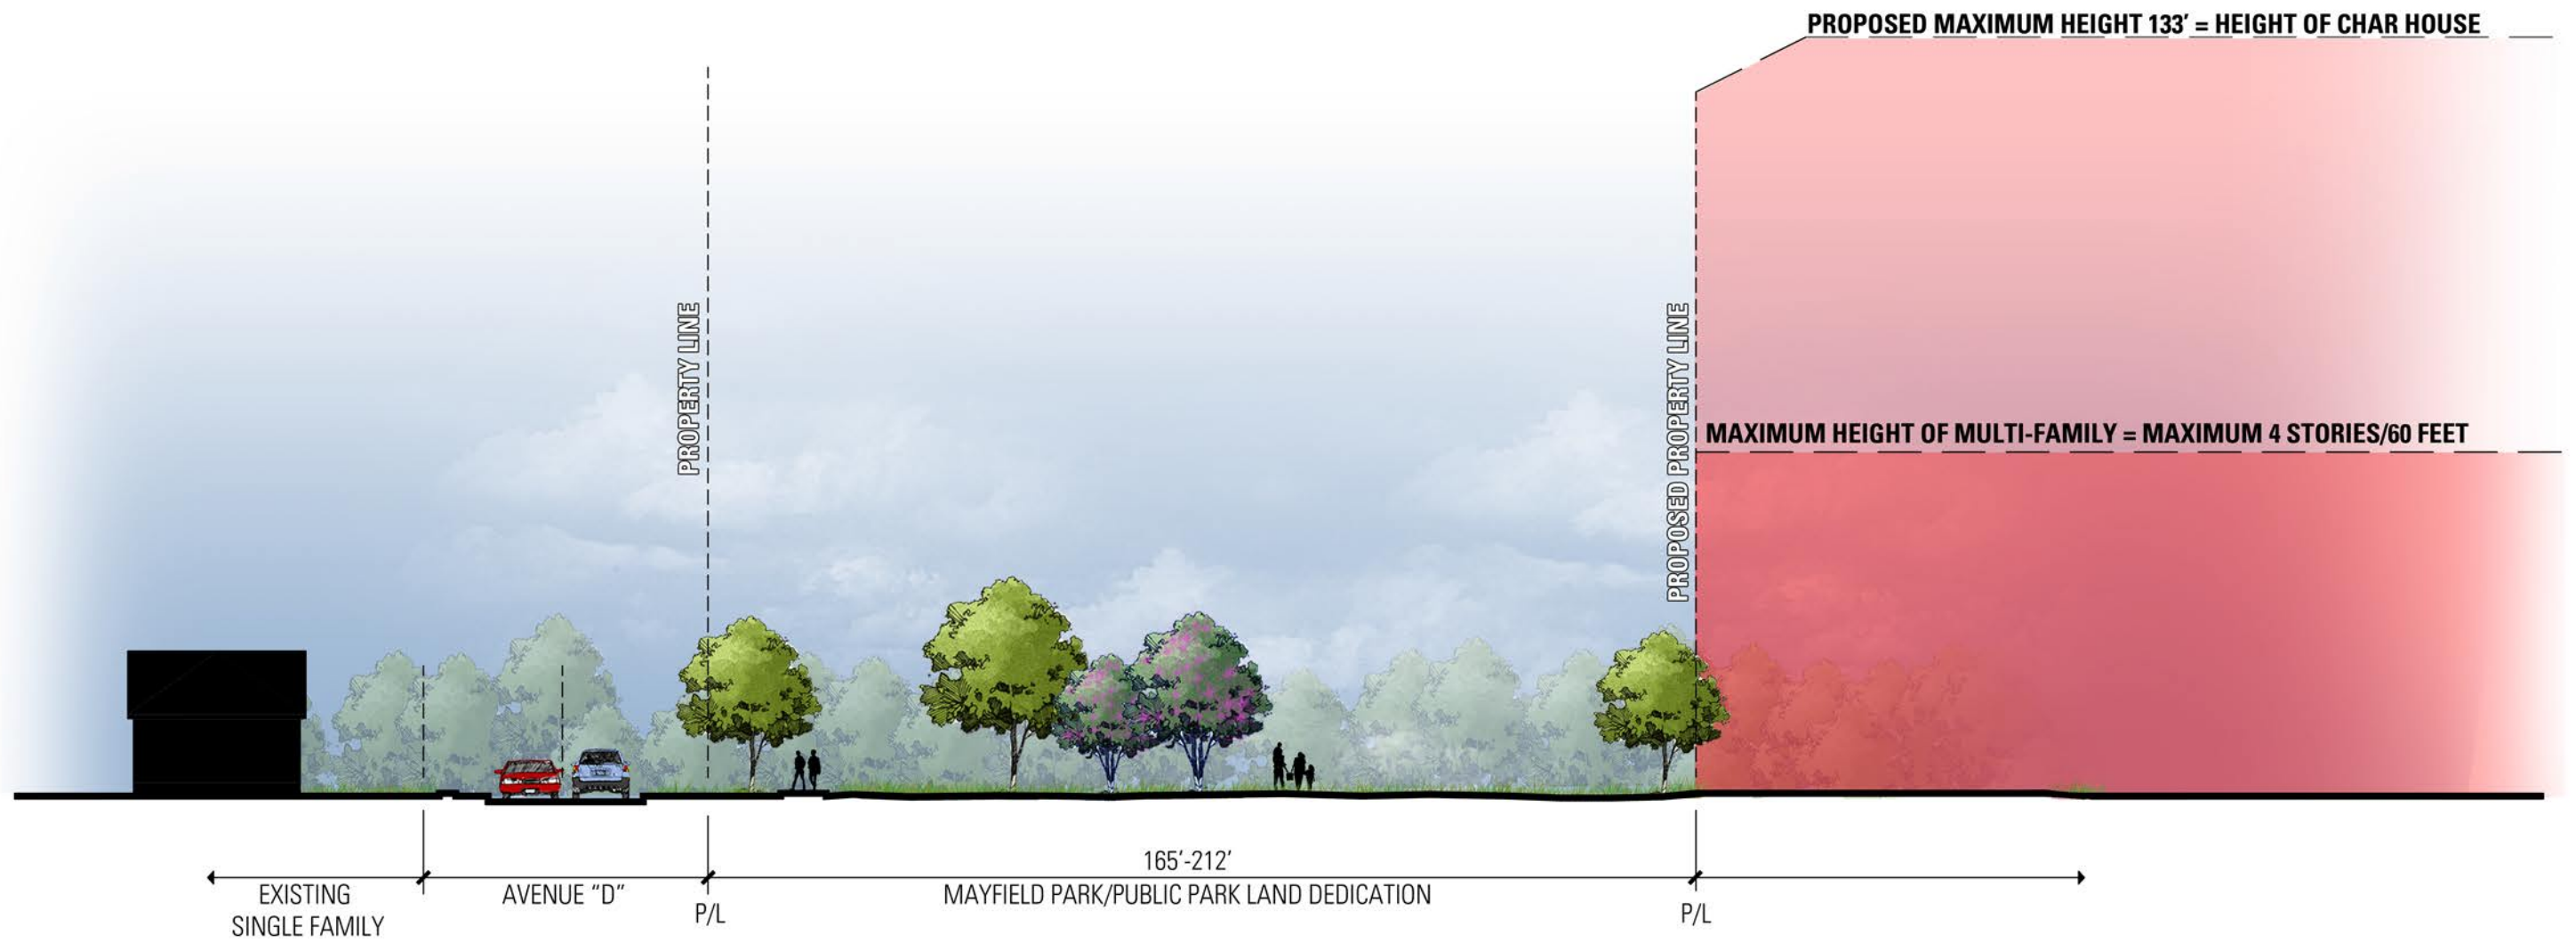 PROPOSED MAXIMUM HEIGHT 133' = HEIGHT OF CHAR HOUSE
PROPERTY LINE
PROPOSED PROPERTY LINE
MAXIMUM HEIGHT OF MULTI-FAMILY = MAXIMUM 4 STORIES/60 FEET
165'-212'
EXISTING
SINGLE FAMILY
AVENUE "D"
P/L
MAYFIELD PARK/PUBLIC PARK LAND DEDICATION
P/L